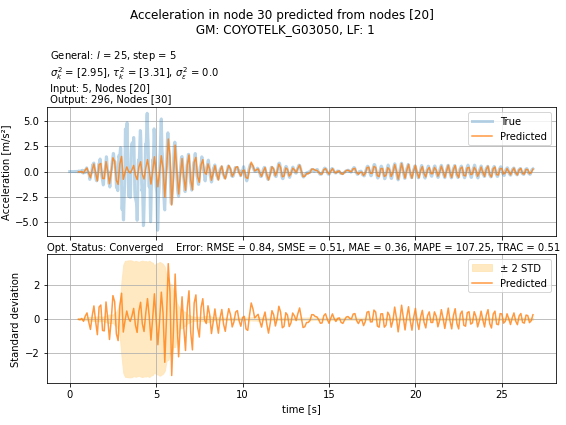 Acceleration in node 30 predicted from nodes [20]
GM: COYOTELK_G03050, LF: 1
General: l = 25, step = 5
σ²ₖ = [2.95], τ²ₖ = [3.31], σ²ε = 0.0
Input: 5, Nodes [20]
Output: 296, Nodes [30]
Acceleration [m/s²]
5.0
2.5
0.0
−2.5
−5.0
True
Predicted
Opt. Status: Converged Error: RMSE = 0.84, SMSE = 0.51, MAE = 0.36, MAPE = 107.25, TRAC = 0.51
Standard deviation
2
0
−2
± 2 STD
Predicted
0 5 10 15 20 25
time [s]